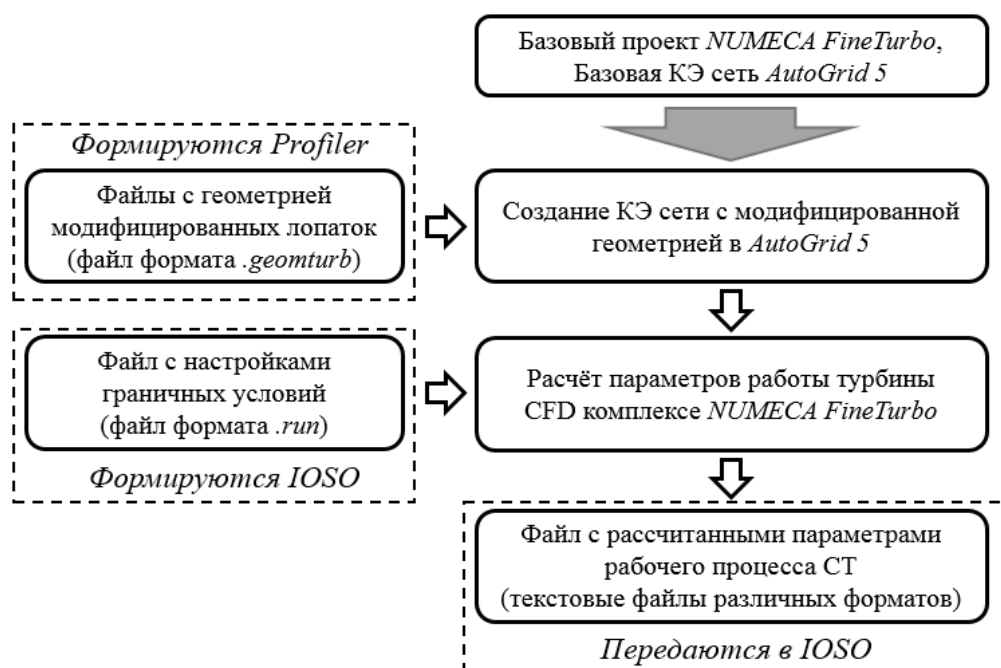 Базовый проект NUMECA FineTurbo,
Базовая КЭ сеть AutoGrid 5
Формируются Profiler
Файлы с геометрией
модифицированных лопаток
(файл формата .geomturb)
Создание КЭ сети с модифицированной
геометрией в AutoGrid 5
Файл с настройками
граничных условий
(файл формата .run)
Формируются IOSO
Расчёт параметров работы турбины
CFD комплексе NUMECA FineTurbo
Файл с рассчитанными параметрами
рабочего процесса СТ
(текстовые файлы различных форматов)
Передаются в IOSO